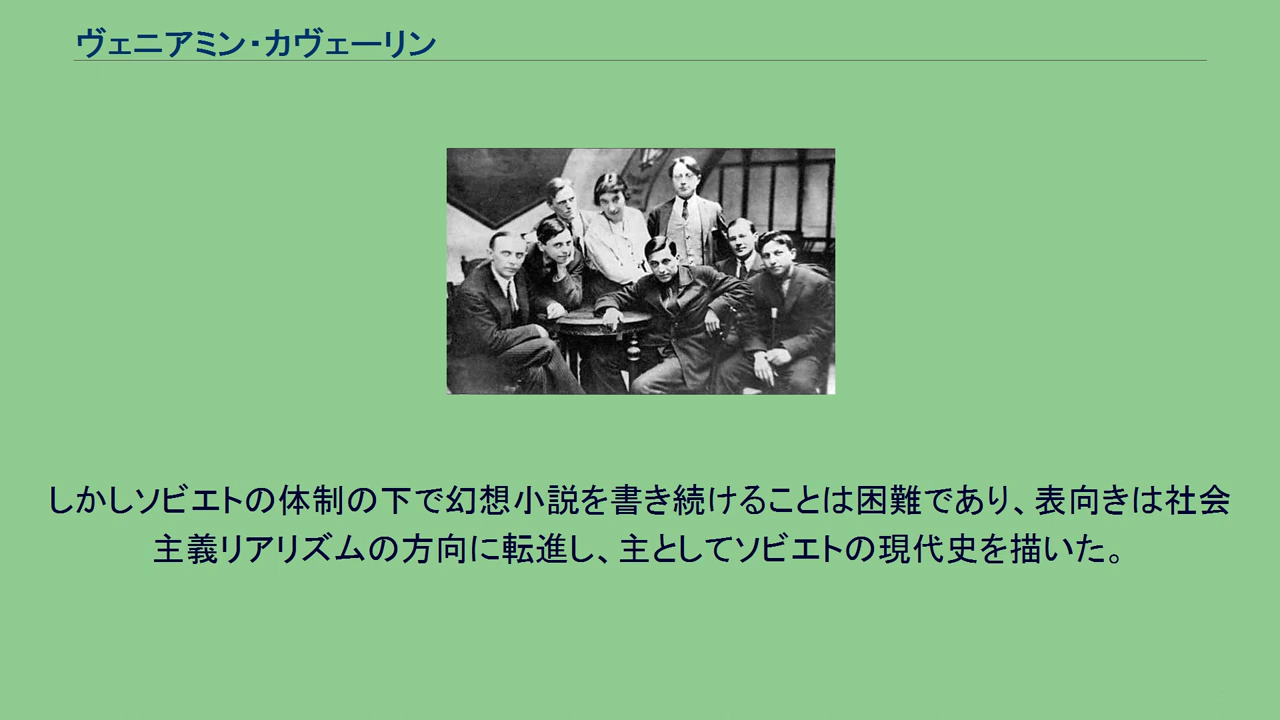 ヴェニアミン・カヴェーリン
しかしソビエトの体制の下で幻想小説を書き続けることは困難であり、表向きは社会
主義リアリズムの方向に転進し、主としてソビエトの現代史を描いた。